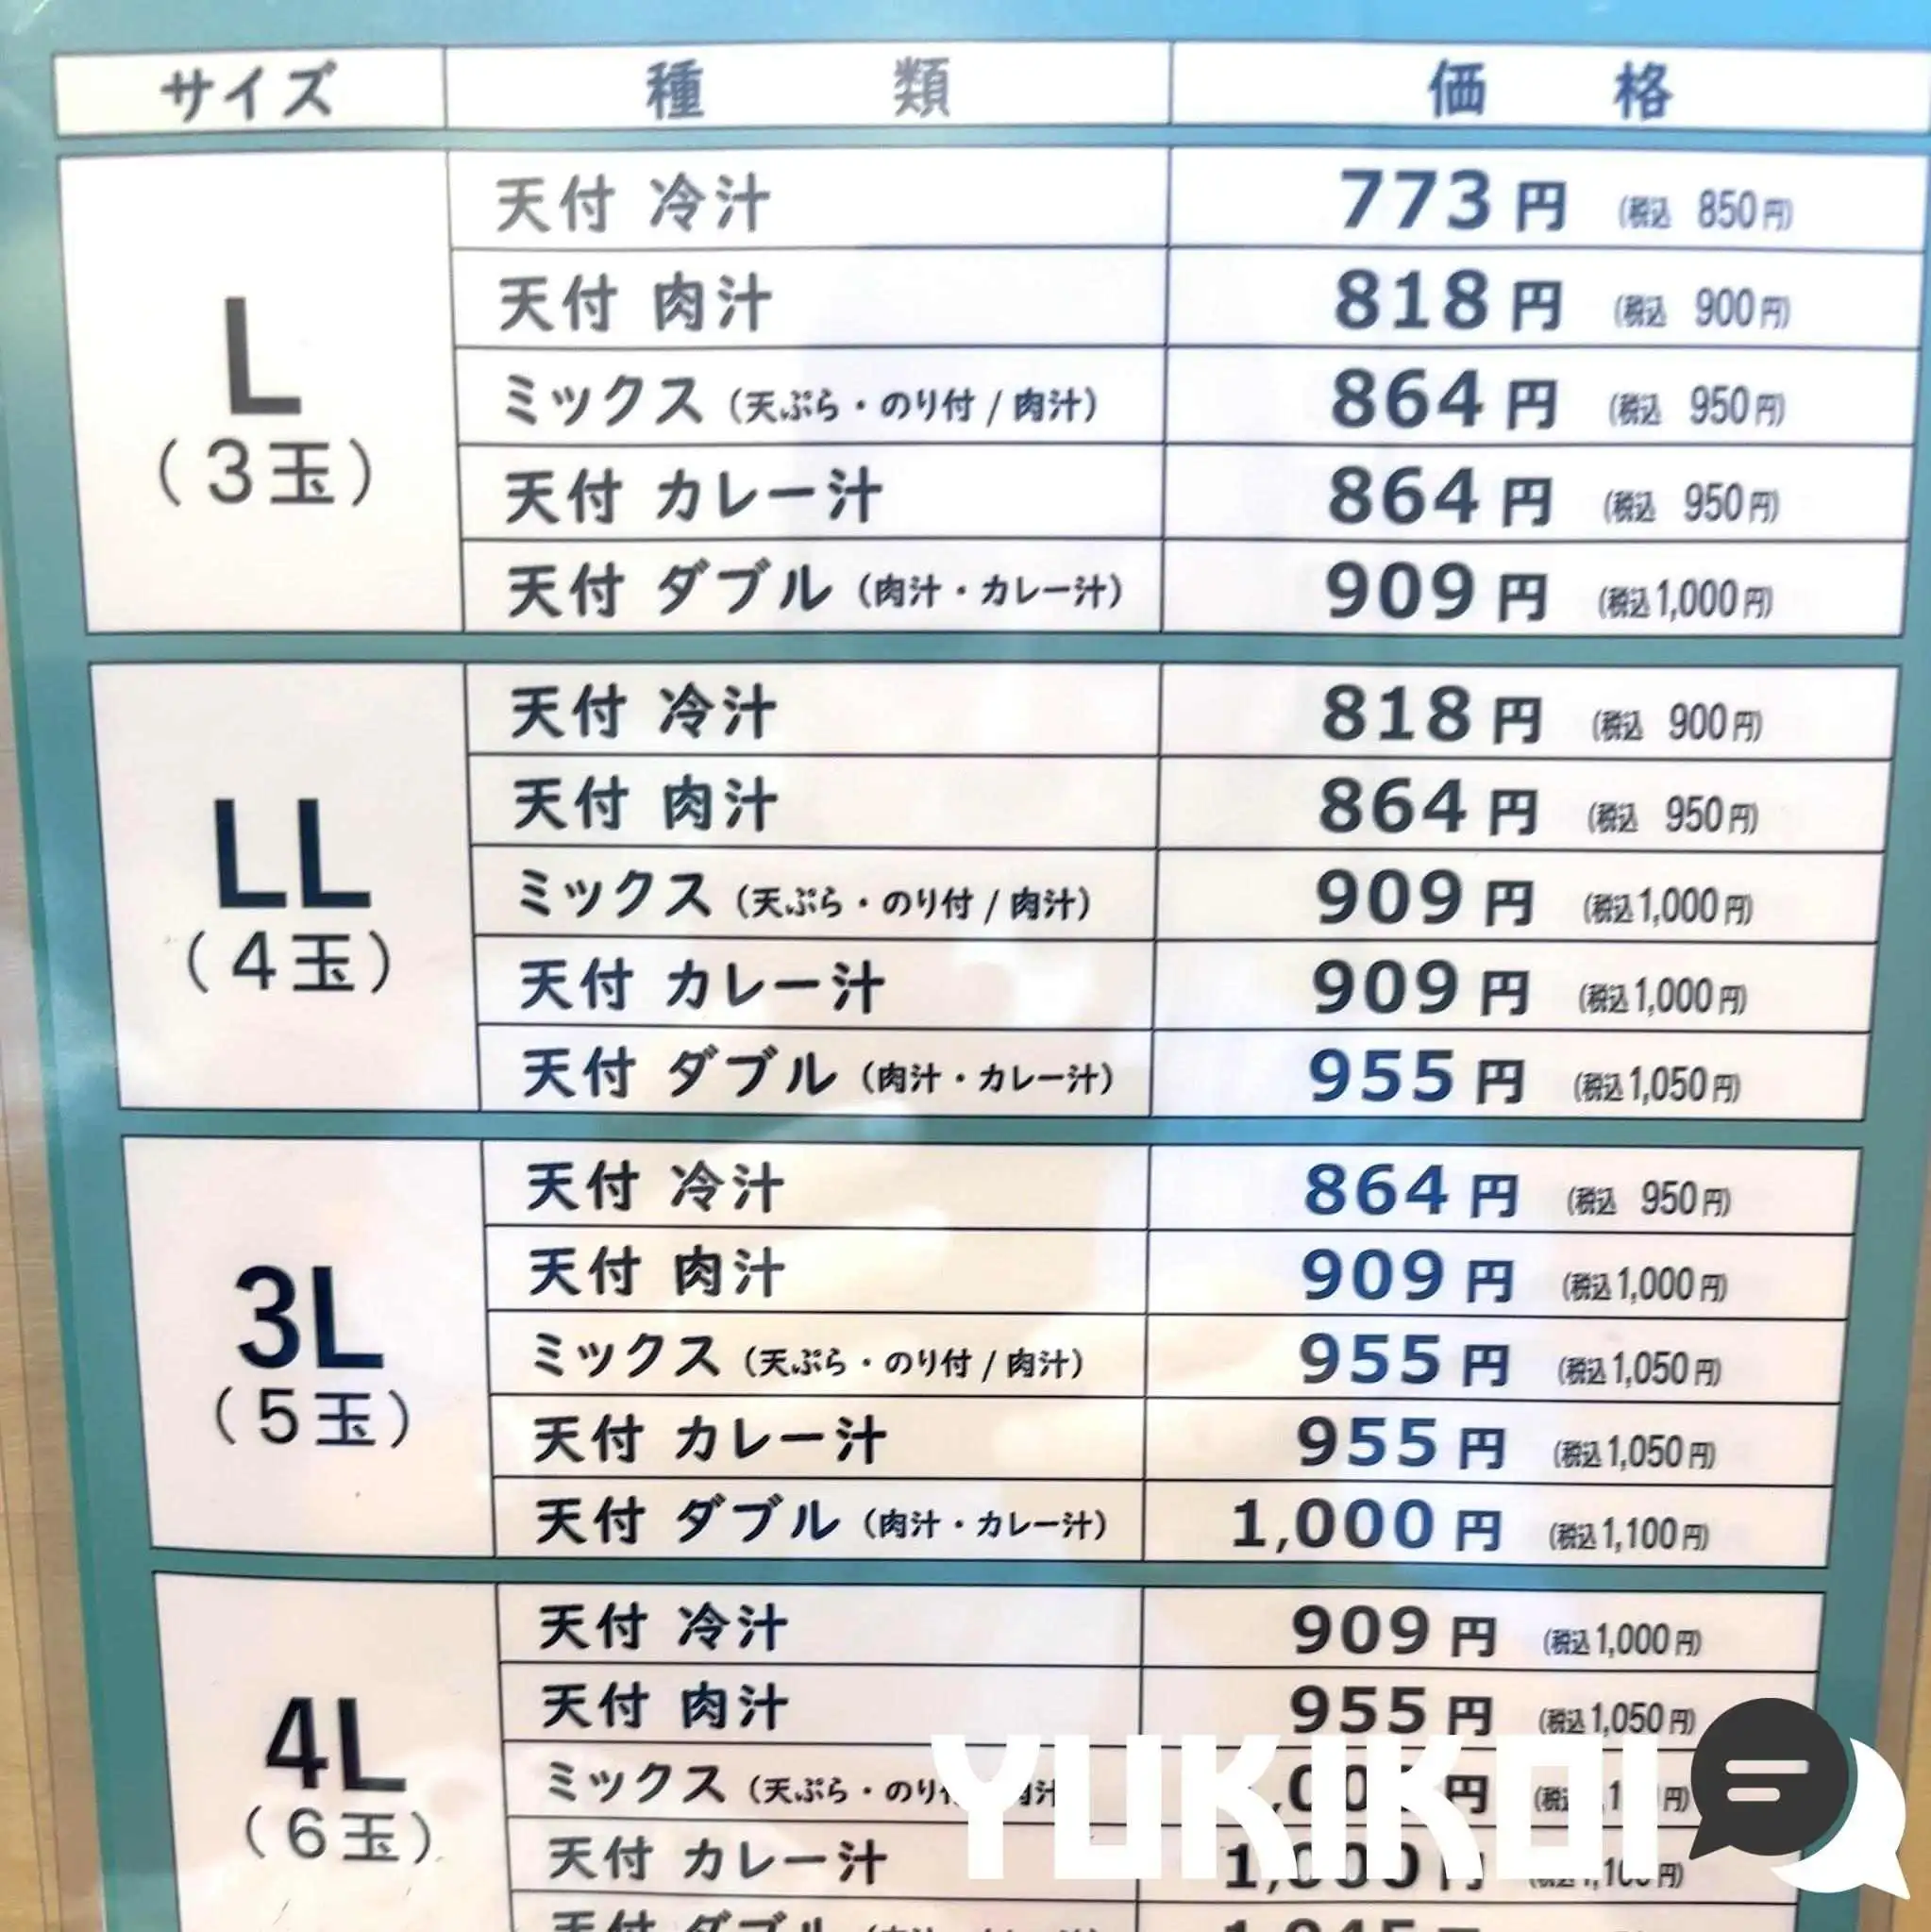 サイズ 種類 価格
L
(3玉)
天付 冷汁 773円 (税込 850円)
天付 肉汁 818円 (税込 900円)
ミックス (天ぷら・のり付 / 肉汁) 864円 (税込 950円)
天付 カレー汁 864円 (税込 950円)
天付 ダブル (肉汁・カレー汁) 909円 (税込1,000円)
LL
(4玉)
天付 冷汁 818円 (税込 900円)
天付 肉汁 864円 (税込 950円)
ミックス (天ぷら・のり付 / 肉汁) 909円 (税込1,000円)
天付 カレー汁 909円 (税込1,000円)
天付 ダブル (肉汁・カレー汁) 955円 (税込1,050円)
3L
(5玉)
天付 冷汁 864円 (税込 950円)
天付 肉汁 909円 (税込1,000円)
ミックス (天ぷら・のり付 / 肉汁) 955円 (税込1,050円)
天付 カレー汁 955円 (税込1,050円)
天付 ダブル (肉汁・カレー汁) 1,000円 (税込1,100円)
4L
(6玉)
天付 冷汁 909円 (税込1,000円)
天付 肉汁 955円 (税込1,050円)
ミックス (天ぷら・のり付 肉汁
天付 カレー汁 1,000円
天付 ダブル
YUKIKOI